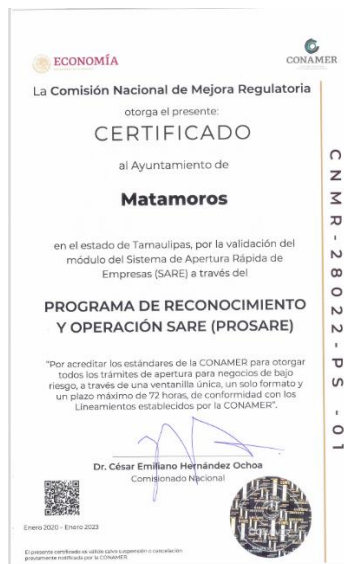 ECONOMÍA
CONAMER
La Comisión Nacional de Mejora Regulatoria
otorga el presente:
CERTIFICADO
al Ayuntamiento de
Matamoros
en el estado de Tamaulipas, por la validación del
módulo del Sistema de Apertura Rápida de
Empresas (SARE) a través del
PROGRAMA DE RECONOCIMIENTO
Y OPERACIÓN SARE (PROSARE)
"Por acreditar los estándares de la CONAMER para otorgar
todos los trámites de apertura para negocios de bajo
riesgo, a través de una ventanilla única, un solo formato y
un plazo máximo de 72 horas, de conformidad con los
Lineamientos establecidos por la CONAMER".
Dr. César Emiliano Hernández Ochoa
Comisionado Nacional
Enero 2020 - Enero 2023
El presente certificado es válido salvo suspensión o cancelación
previamente notificada por la CONAMER.
CNMR-28022-PS-01